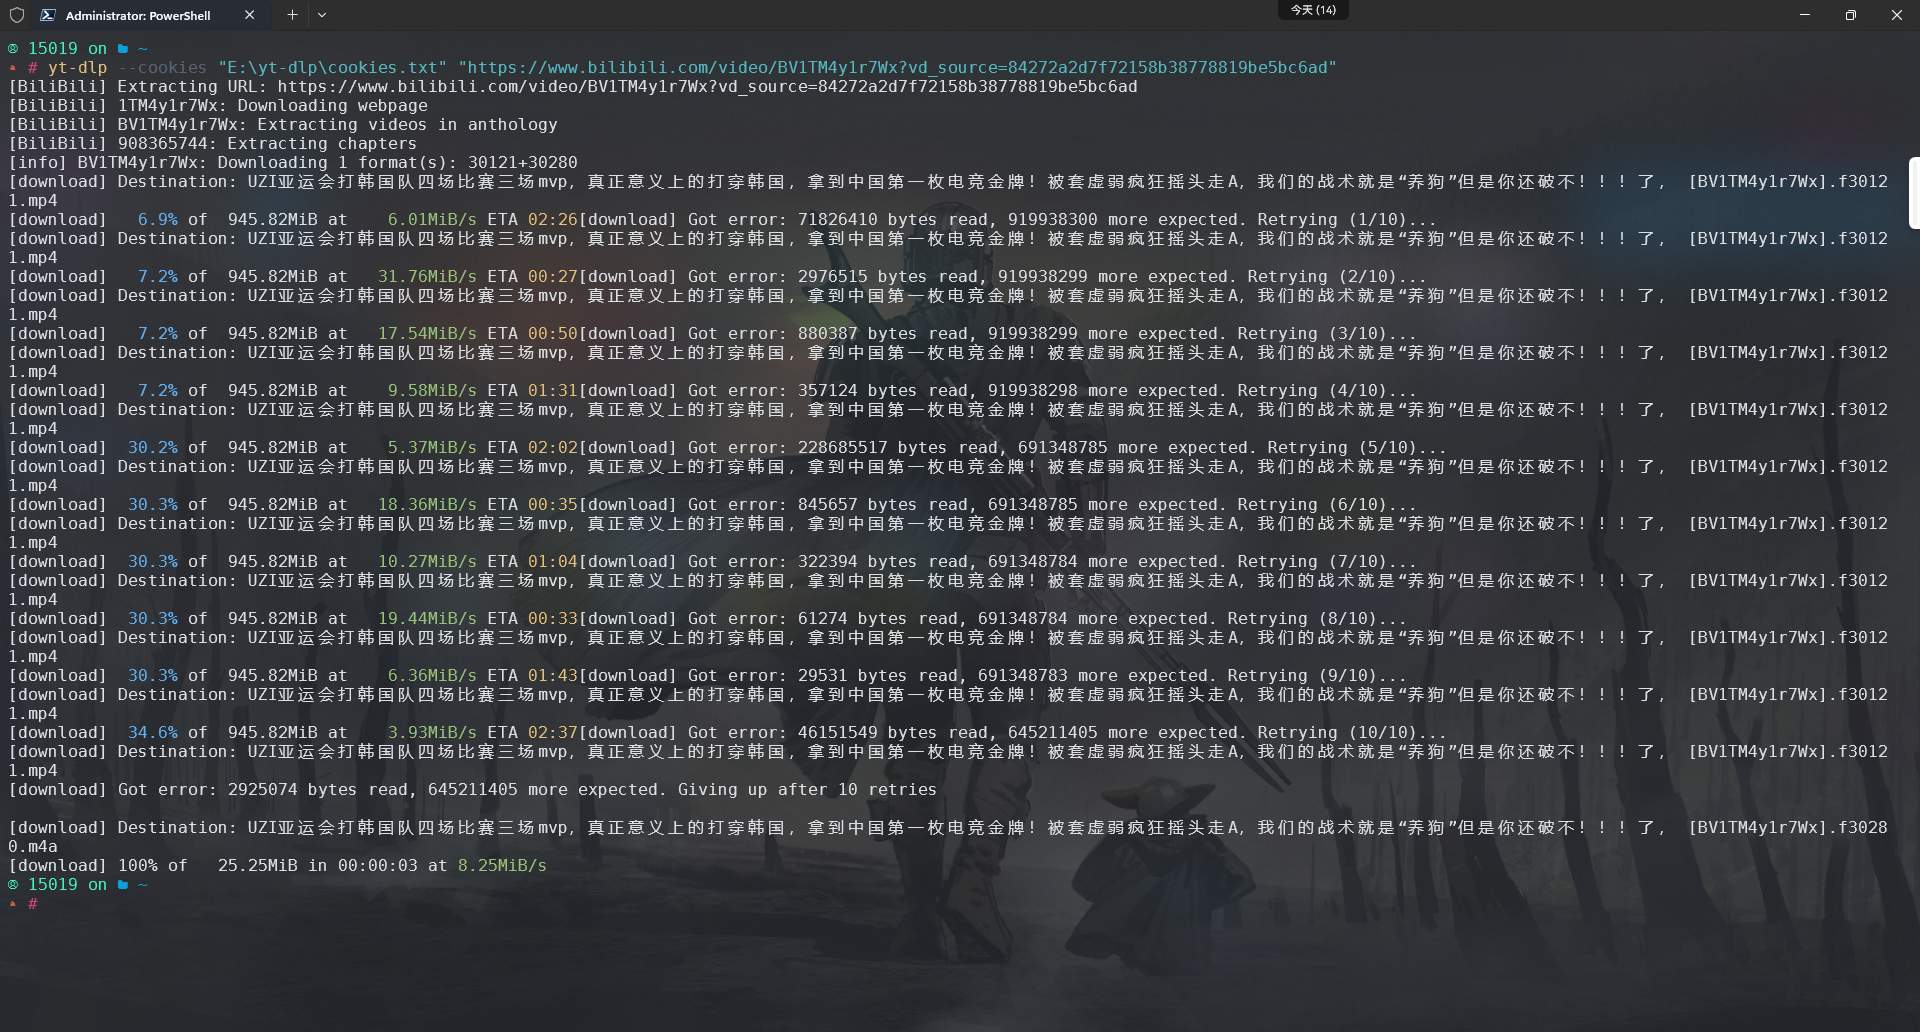 Administrator: PowerShell
今天 (14)
15019 on ~
# yt-dlp --cookies "E:\yt-dlp\cookies.txt" "https://www.bilibili.com/video/BV1TM4y1r7Wx?vd_source=84272a2d7f72158b38778819be5bc6ad"
[BiliBili] Extracting URL: https://www.bilibili.com/video/BV1TM4y1r7Wx?vd_source=84272a2d7f72158b38778819be5bc6ad
[BiliBili] 1TM4y1r7Wx: Downloading webpage
[BiliBili] BV1TM4y1r7Wx: Extracting videos in anthology
[BiliBili] 908365744: Extracting chapters
[info] BV1TM4y1r7Wx: Downloading 1 format(s): 30121+30280
[download] Destination: UZI亚运会打韩国队四场比赛三场mvp，真正意义上的打穿韩国，拿到中国第一枚电竞金牌！被套虚弱疯狂摇头走A，我们的战术就是“养狗”但是你还破不！！！了， [BV1TM4y1r7Wx].f3012
1.mp4
[download]   6.9% of  945.82MiB at    6.01MiB/s ETA 02:26[download] Got error: 71826410 bytes read, 919938300 more expected. Retrying (1/10)...
[download] Destination: UZI亚运会打韩国队四场比赛三场mvp，真正意义上的打穿韩国，拿到中国第一枚电竞金牌！被套虚弱疯狂摇头走A，我们的战术就是“养狗”但是你还破不！！！了， [BV1TM4y1r7Wx].f3012
1.mp4
[download]   7.2% of  945.82MiB at   31.76MiB/s ETA 00:27[download] Got error: 2976515 bytes read, 919938299 more expected. Retrying (2/10)...
[download] Destination: UZI亚运会打韩国队四场比赛三场mvp，真正意义上的打穿韩国，拿到中国第一枚电竞金牌！被套虚弱疯狂摇头走A，我们的战术就是“养狗”但是你还破不！！！了， [BV1TM4y1r7Wx].f3012
1.mp4
[download]   7.2% of  945.82MiB at   17.54MiB/s ETA 00:50[download] Got error: 880387 bytes read, 919938299 more expected. Retrying (3/10)...
[download] Destination: UZI亚运会打韩国队四场比赛三场mvp，真正意义上的打穿韩国，拿到中国第一枚电竞金牌！被套虚弱疯狂摇头走A，我们的战术就是“养狗”但是你还破不！！！了， [BV1TM4y1r7Wx].f3012
1.mp4
[download]   7.2% of  945.82MiB at    9.58MiB/s ETA 01:31[download] Got error: 357124 bytes read, 919938298 more expected. Retrying (4/10)...
[download] Destination: UZI亚运会打韩国队四场比赛三场mvp，真正意义上的打穿韩国，拿到中国第一枚电竞金牌！被套虚弱疯狂摇头走A，我们的战术就是“养狗”但是你还破不！！！了， [BV1TM4y1r7Wx].f3012
1.mp4
[download]  30.2% of  945.82MiB at    5.37MiB/s ETA 02:02[download] Got error: 228685517 bytes read, 691348785 more expected. Retrying (5/10)...
[download] Destination: UZI亚运会打韩国队四场比赛三场mvp，真正意义上的打穿韩国，拿到中国第一枚电竞金牌！被套虚弱疯狂摇头走A，我们的战术就是“养狗”但是你还破不！！！了， [BV1TM4y1r7Wx].f3012
1.mp4
[download]  30.3% of  945.82MiB at   18.36MiB/s ETA 00:35[download] Got error: 845657 bytes read, 691348785 more expected. Retrying (6/10)...
[download] Destination: UZI亚运会打韩国队四场比赛三场mvp，真正意义上的打穿韩国，拿到中国第一枚电竞金牌！被套虚弱疯狂摇头走A，我们的战术就是“养狗”但是你还破不！！！了， [BV1TM4y1r7Wx].f3012
1.mp4
[download]  30.3% of  945.82MiB at   10.27MiB/s ETA 01:04[download] Got error: 322394 bytes read, 691348784 more expected. Retrying (7/10)...
[download] Destination: UZI亚运会打韩国队四场比赛三场mvp，真正意义上的打穿韩国，拿到中国第一枚电竞金牌！被套虚弱疯狂摇头走A，我们的战术就是“养狗”但是你还破不！！！了， [BV1TM4y1r7Wx].f3012
1.mp4
[download]  30.3% of  945.82MiB at   19.44MiB/s ETA 00:33[download] Got error: 61274 bytes read, 691348784 more expected. Retrying (8/10)...
[download] Destination: UZI亚运会打韩国队四场比赛三场mvp，真正意义上的打穿韩国，拿到中国第一枚电竞金牌！被套虚弱疯狂摇头走A，我们的战术就是“养狗”但是你还破不！！！了， [BV1TM4y1r7Wx].f3012
1.mp4
[download]  30.3% of  945.82MiB at    6.36MiB/s ETA 01:43[download] Got error: 29531 bytes read, 691348783 more expected. Retrying (9/10)...
[download] Destination: UZI亚运会打韩国队四场比赛三场mvp，真正意义上的打穿韩国，拿到中国第一枚电竞金牌！被套虚弱疯狂摇头走A，我们的战术就是“养狗”但是你还破不！！！了， [BV1TM4y1r7Wx].f3012
1.mp4
[download]  34.6% of  945.82MiB at    3.93MiB/s ETA 02:37[download] Got error: 46151549 bytes read, 645211405 more expected. Retrying (10/10)...
[download] Destination: UZI亚运会打韩国队四场比赛三场mvp，真正意义上的打穿韩国，拿到中国第一枚电竞金牌！被套虚弱疯狂摇头走A，我们的战术就是“养狗”但是你还破不！！！了， [BV1TM4y1r7Wx].f3012
1.mp4
[download] Got error: 2925074 bytes read, 645211405 more expected. Giving up after 10 retries
[download] Destination: UZI亚运会打韩国队四场比赛三场mvp，真正意义上的打穿韩国，拿到中国第一枚电竞金牌！被套虚弱疯狂摇头走A，我们的战术就是“养狗”但是你还破不！！！了， [BV1TM4y1r7Wx].f3028
0.m4a
[download] 100% of   25.25MiB in 00:00:03 at 8.25MiB/s
15019 on ~
#